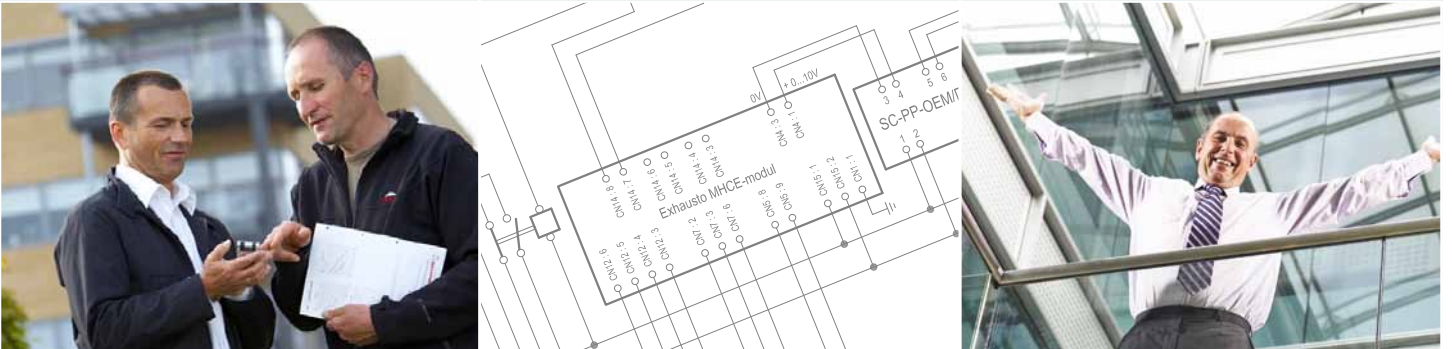 0V
+ 0...10V
CN4 : 3
CN4 : 1
3
4
5
6
SC-PP-OEM/
1
2
CN14 : 8
CN14 : 7
CN14 : 6
CN14 : 5
CN14 : 4
CN14 : 3
Exhausto MHCE-modul
CN12 : 6
CN12 : 5
CN12 : 4
CN12 : 3
CN7 : 2
CN7 : 3
CN7 : 6
CN5 : 8
CN5 : 9
CN15 : 1
CN15 : 2
CN1 : 1